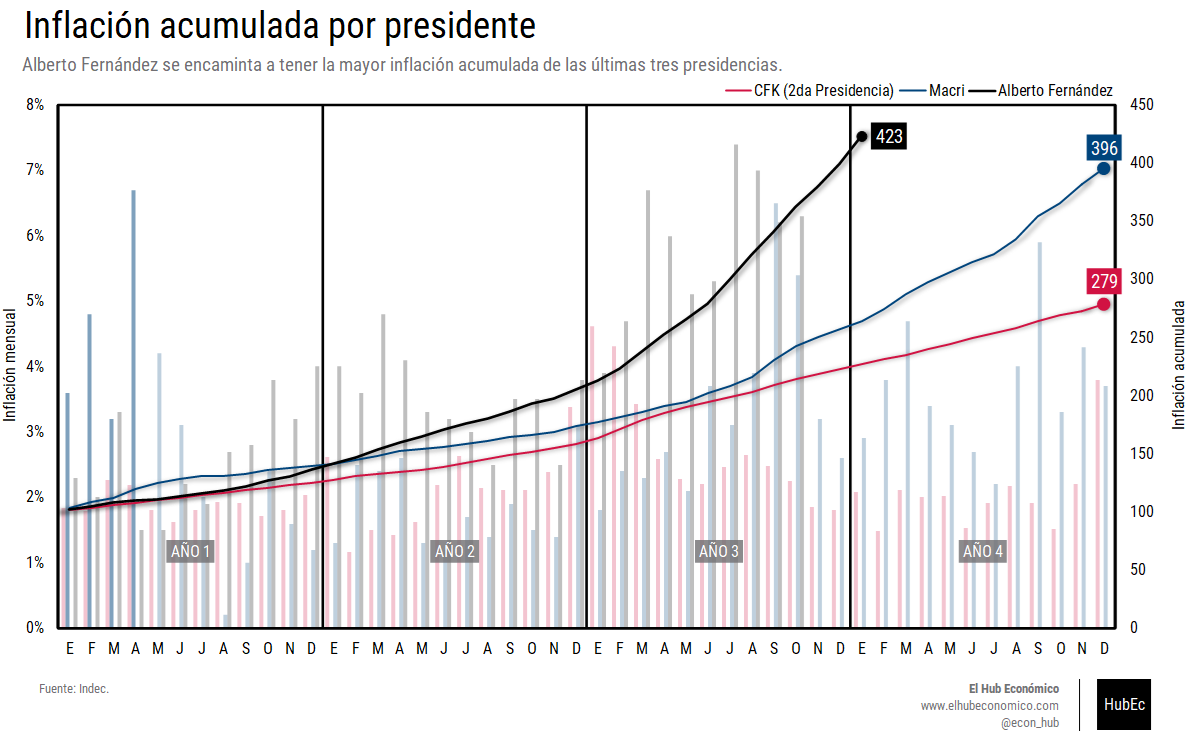 Inflación acumulada por presidente
Alberto Fernández se encaminta a tener la mayor inflación acumulada de las últimas tres presidencias.
CFK (2da Presidencia) Macri Alberto Fernández
8%
7%
6%
5%
4%
3%
2%
1%
0%
Inflación mensual
450
400
350
300
250
200
150
100
50
0
Inflación acumulada
423
396
279
AÑO 1 AÑO 2 AÑO 3 AÑO 4
E F M A M J J A S O N D E F M A M J J A S O N D E F M A M J J A S O N D E F M A M J J A S O N D
Fuente: Indec.
El Hub Económico
www.elhubeconomico.com
@econ_hub
HubEc